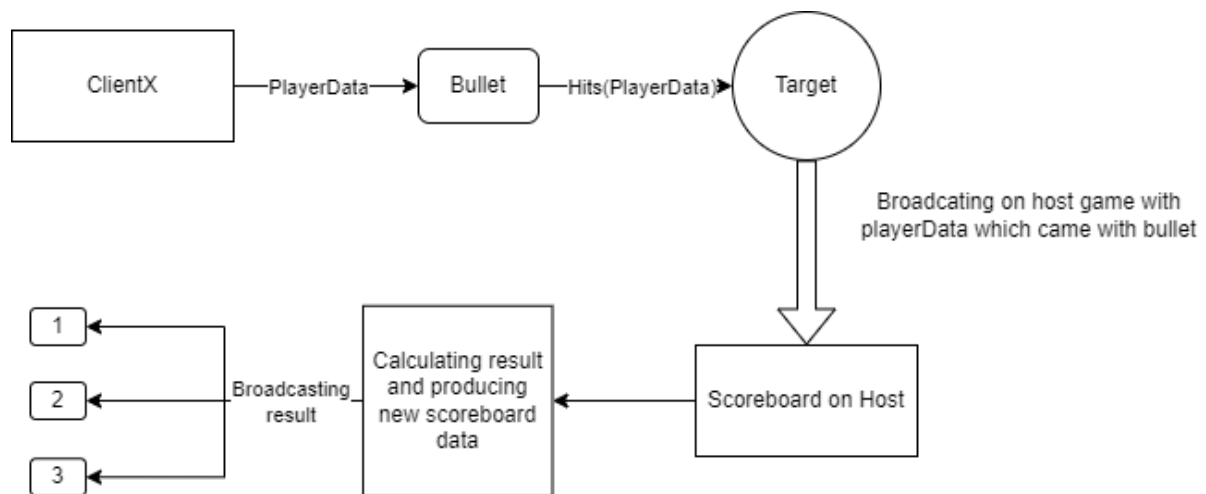 ClientX
PlayerData
Bullet
Hits(PlayerData)
Target
Broadcating on host game with
playerData which came with bullet
Scoreboard on Host
Calculating result
and producing
new scoreboard
data
Broadcasting
result
1
2
3